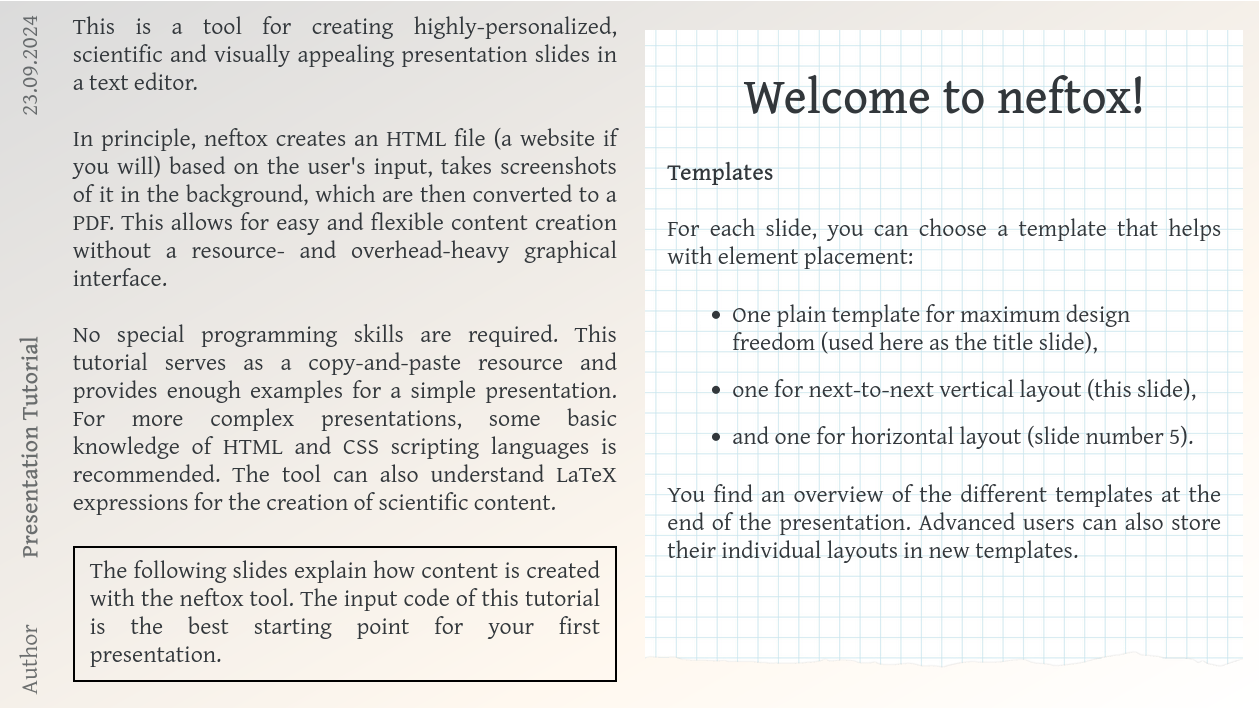 23.09.2024
Presentation Tutorial
Author
This is a tool for creating highly-personalized,
scientific and visually appealing presentation slides in
a text editor.
In principle, neftox creates an HTML file (a website if
you will) based on the user's input, takes screenshots
of it in the background, which are then converted to a
PDF. This allows for easy and flexible content creation
without a resource- and overhead-heavy graphical
interface.
No special programming skills are required. This
tutorial serves as a copy-and-paste resource and
provides enough examples for a simple presentation.
For more complex presentations, some basic
knowledge of HTML and CSS scripting languages is
recommended. The tool can also understand LaTeX
expressions for the creation of scientific content.
The following slides explain how content is created
with the neftox tool. The input code of this tutorial
is the best starting point for your first
presentation.
Welcome to neftox!
Templates
For each slide, you can choose a template that helps
with element placement:
• One plain template for maximum design
freedom (used here as the title slide),
• one for next-to-next vertical layout (this slide),
• and one for horizontal layout (slide number 5).
You find an overview of the different templates at the
end of the presentation. Advanced users can also store
their individual layouts in new templates.